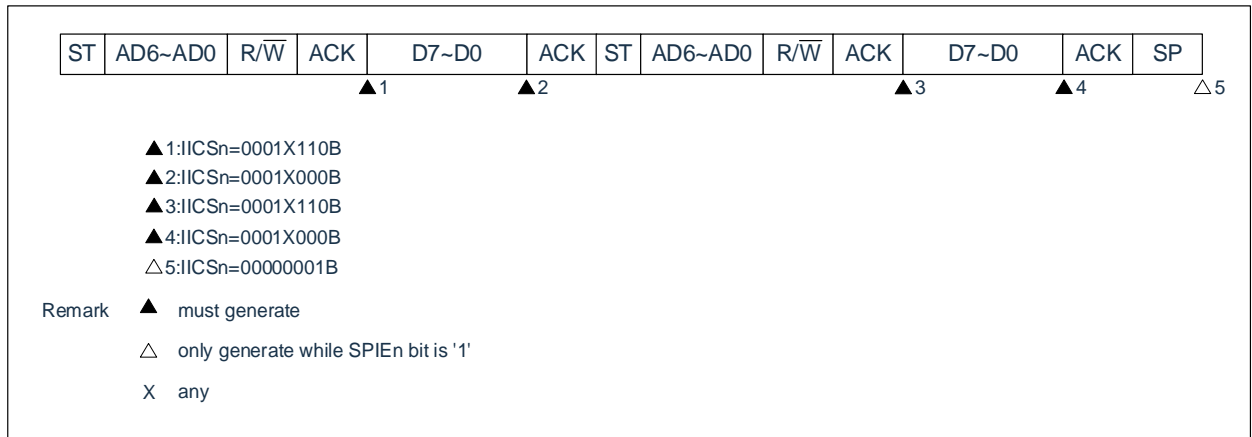 ST AD6~AD0 R/W̅ ACK D7~D0 ACK ST AD6~AD0 R/W̅ ACK D7~D0 ACK SP
▲1 ▲2 ▲3 ▲4 △5
▲1:IICSn=0001X110B
▲2:IICSn=0001X000B
▲3:IICSn=0001X110B
▲4:IICSn=0001X000B
△5:IICSn=00000001B
Remark ▲ must generate
△ only generate while SPIEn bit is '1'
X any